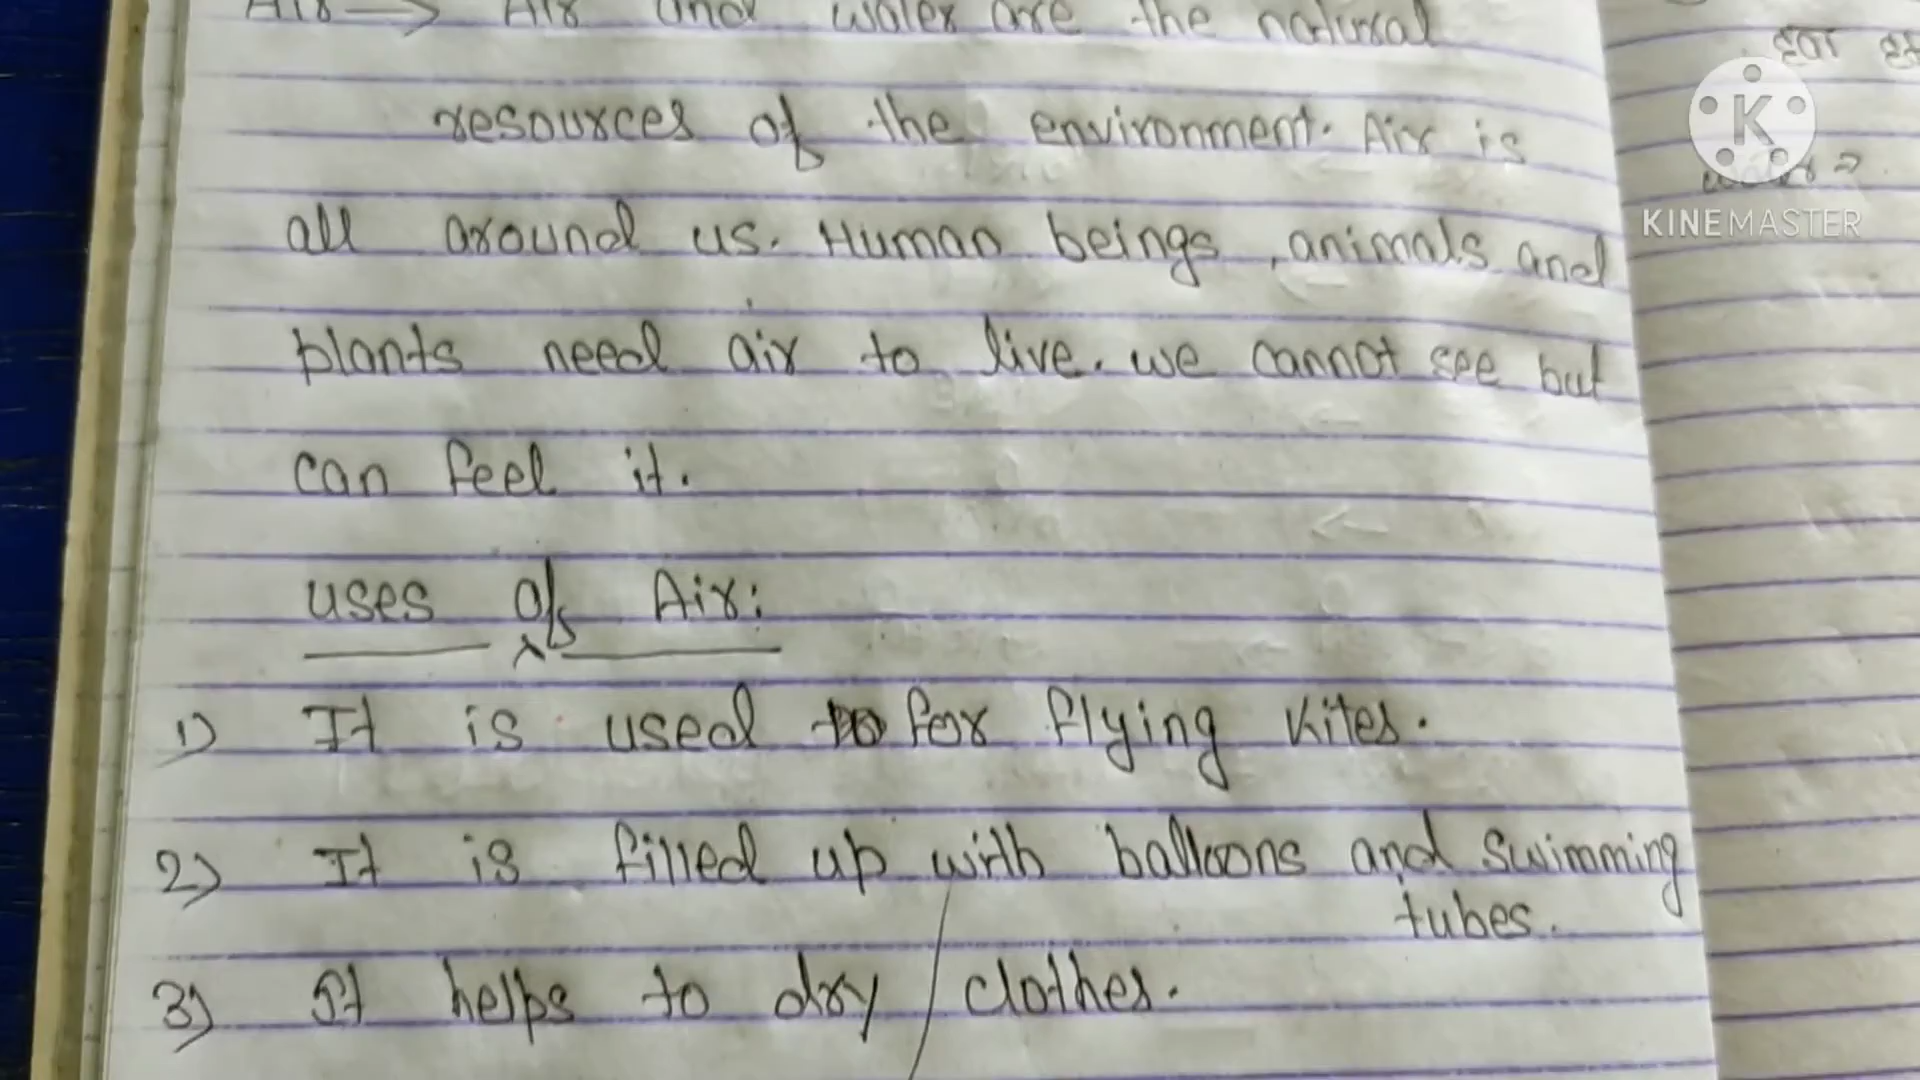 Air → Air and water are the natural
resources of the environment. Air is
all around us. Human beings, animals and
plants need air to live. we cannot see but
can feel it.
uses of Air:
1) It is used for flying kites.
2) It is filled up with balloons and swimming
tubes.
3) It helps to dry clothes.
हवा
water ⇒
K
KINEMASTER